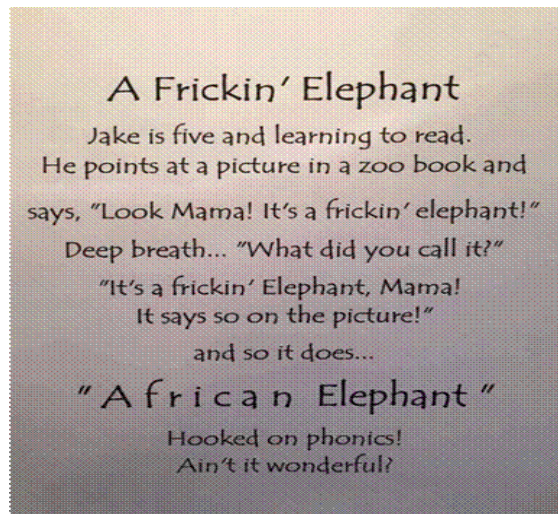 A Frickin' Elephant
Jake is five and learning to read.
He points at a picture in a zoo book and
says, "Look Mama! It's a frickin' elephant!"
Deep breath... "What did you call it?"
"It's a frickin' Elephant, Mama!
It says so on the picture!"
and so it does...
" A f r i c a n Elephant "
Hooked on phonics!
Ain't it wonderful?